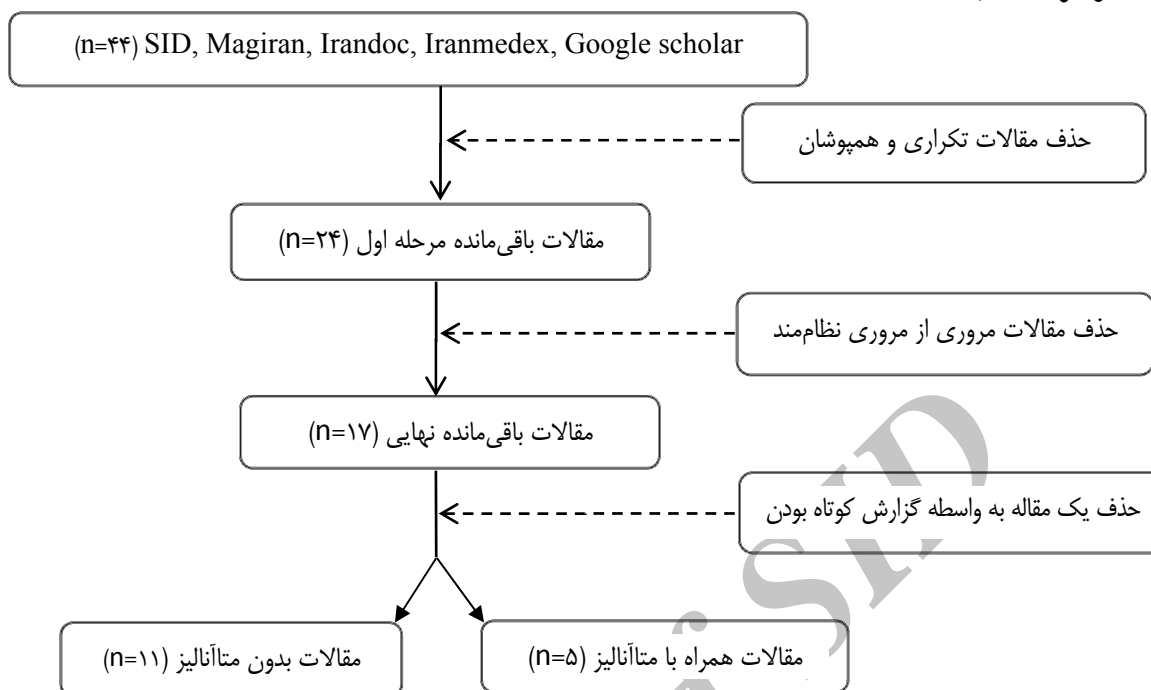 (n=۴۴) SID, Magiran, Irandoc, Iranmedex, Google scholar
حذف مقالات تکراری و همپوشان
مقالات باقی‌مانده مرحله اول (n=۲۴)
حذف مقالات مروری از مروری نظام‌مند
مقالات باقی‌مانده نهایی (n=۱۷)
حذف یک مقاله به واسطه گزارش کوتاه بودن
مقالات همراه با متاآنالیز (n=۵)
مقالات بدون متاآنالیز (n=۱۱)
SID